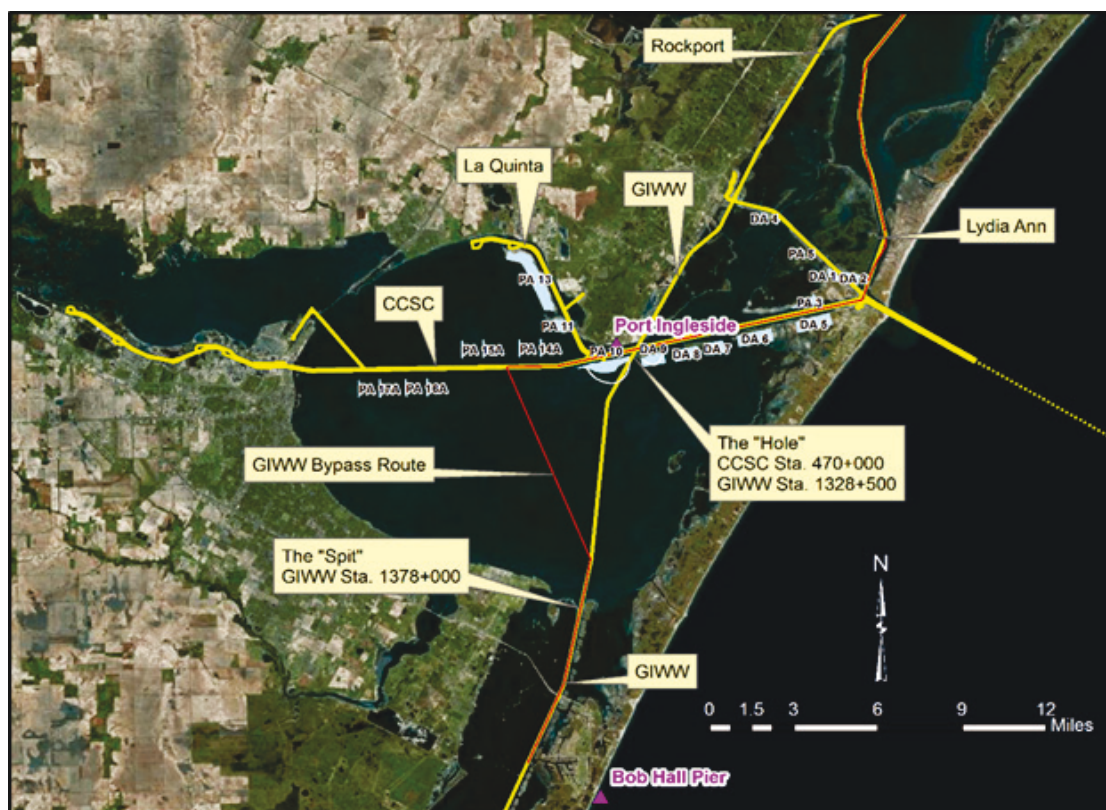 Rockport
La Quinta
GIWW
DA 4
Lydia Ann
PA 13
PA 5
DA 1
DA 2
CCSC
PA 3
PA 11
Port Ingleside
DA 5
DA 6
PA 15A
PA 14A
PA 10
DA 9
DA 8
DA 7
PA 17A
PA 16A
The "Hole"
CCSC Sta. 470+000
GIWW Sta. 1328+500
GIWW Bypass Route
The "Spit"
GIWW Sta. 1378+000
N
GIWW
0 1.5 3 6 9 12
Miles
Bob Hall Pier